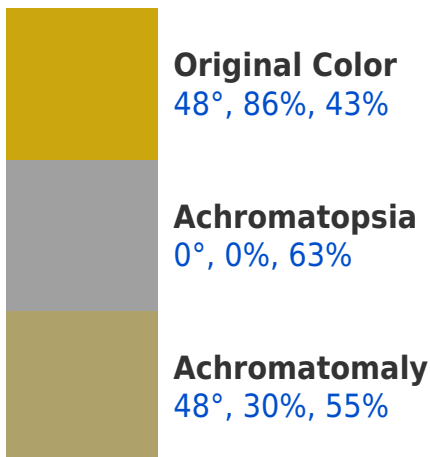 Original Color
48°, 86%, 43%
Achromatopsia
0°, 0%, 63%
Achromatomaly
48°, 30%, 55%